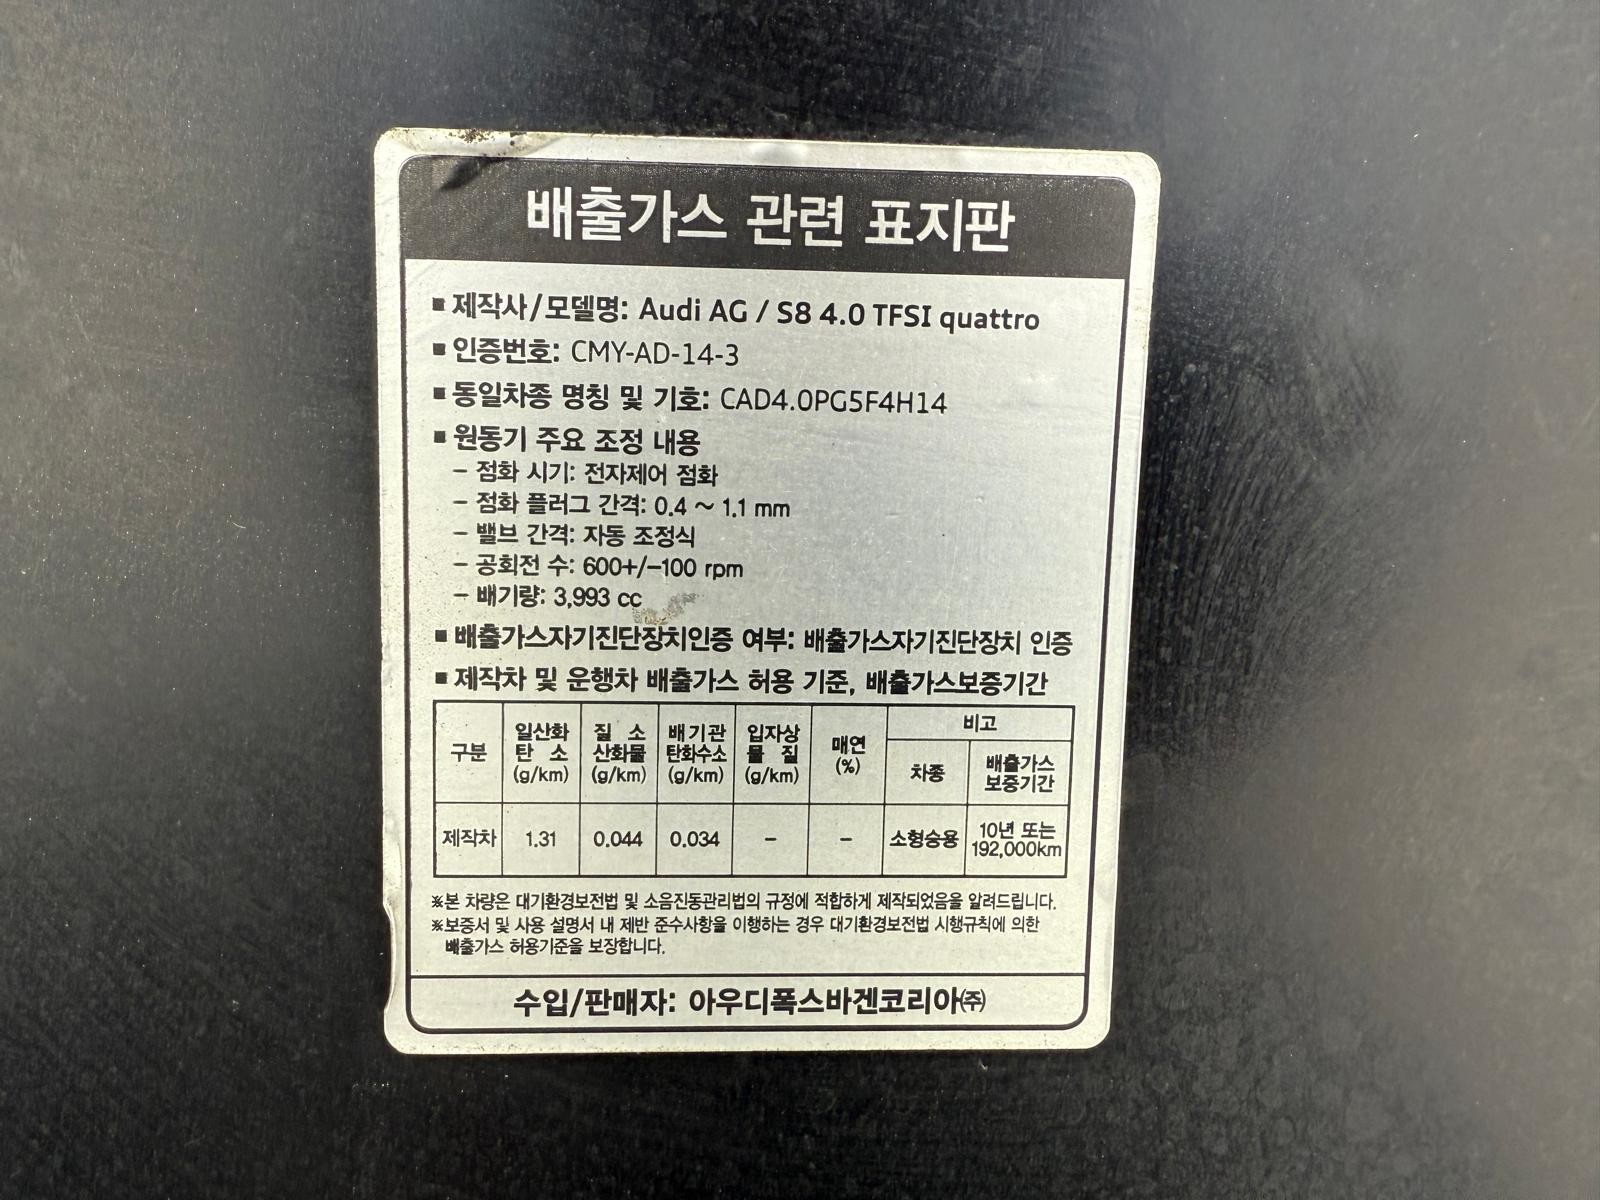 배출가스 관련 표지판
■ 제작사/모델명: Audi AG / S8 4.0 TFSI quattro
■ 인증번호: CMY-AD-14-3
■ 동일차종 명칭 및 기호: CAD4.0PG5F4H14
■ 원동기 주요 조정 내용
– 점화 시기: 전자제어 점화
– 점화 플러그 간격: 0.4 ~ 1.1 mm
– 밸브 간격: 자동 조정식
– 공회전 수: 600+/–100 rpm
– 배기량: 3,993 cc
■ 배출가스자기진단장치인증 여부: 배출가스자기진단장치 인증
■ 제작차 및 운행차 배출가스 허용 기준, 배출가스보증기간
구분
일산화
탄 소
(g/km)
질 소
산화물
(g/km)
배기관
탄화수소
(g/km)
입자상
물 질
(g/km)
매연
(%)
비고
차종
배출가스
보증기간
제작차
1.31
0.044
0.034
–
–
소형승용
10년 또는
192,000km
※본 차량은 대기환경보전법 및 소음진동관리법의 규정에 적합하게 제작되었음을 알려드립니다.
※보증서 및 사용 설명서 내 제반 준수사항을 이행하는 경우 대기환경보전법 시행규칙에 의한
배출가스 허용기준을 보장합니다.
수입/판매자: 아우디폭스바겐코리아㈜